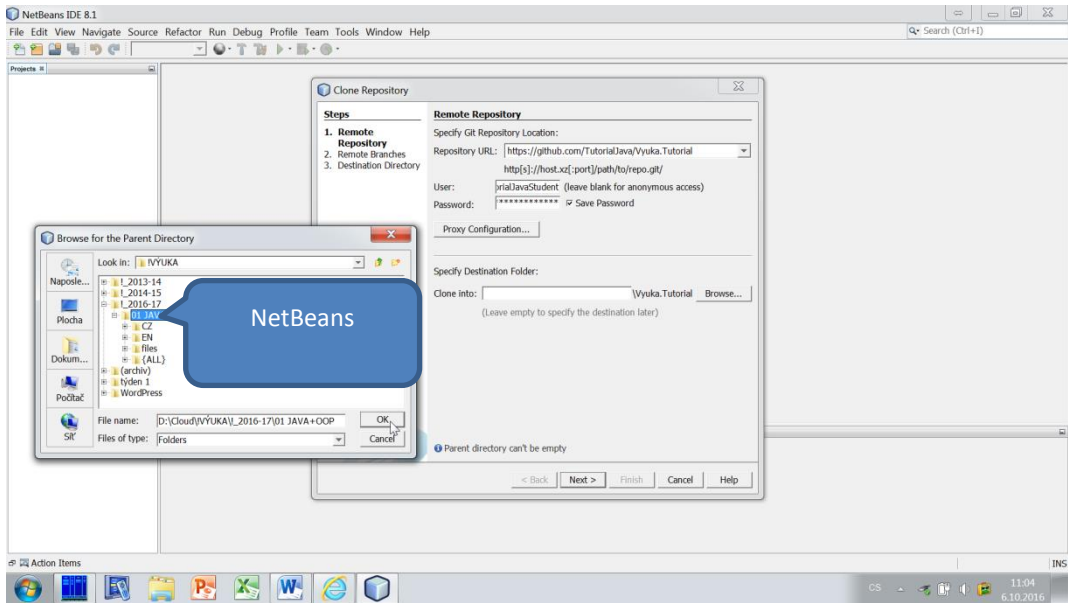 NetBeans IDE 8.1
File Edit View Navigate Source Refactor Run Debug Profile Team Tools Window Help
Search (Ctrl+I)
Projects
Clone Repository
Steps
1. Remote Repository
2. Remote Branches
3. Destination Directory
Remote Repository
Specify Git Repository Location:
Repository URL: https://github.com/TutorialJava/Vyuka.Tutorial
http[s]://host.xz[:port]/path/to/repo.git/
User: orialJavaStudent (leave blank for anonymous access)
Password: ************ Save Password
Proxy Configuration...
Specify Destination Folder:
Clone into: \Vyuka.Tutorial Browse...
(Leave empty to specify the destination later)
Parent directory can't be empty
< Back Next > Finish Cancel Help
Browse for the Parent Directory
Look in: !VÝUKA
Naposle...
Plocha
Dokum...
Počítač
Síť
!_2013-14
!_2014-15
!_2016-17
01 JAV
CZ
EN
files
{ALL}
(archiv)
týden 1
WordPress
NetBeans
File name: D:\Cloud\!VÝUKA\!_2016-17\01 JAVA+OOP OK
Files of type: Folders Cancel
Action Items
INS
CS
11:04
6.10.2016